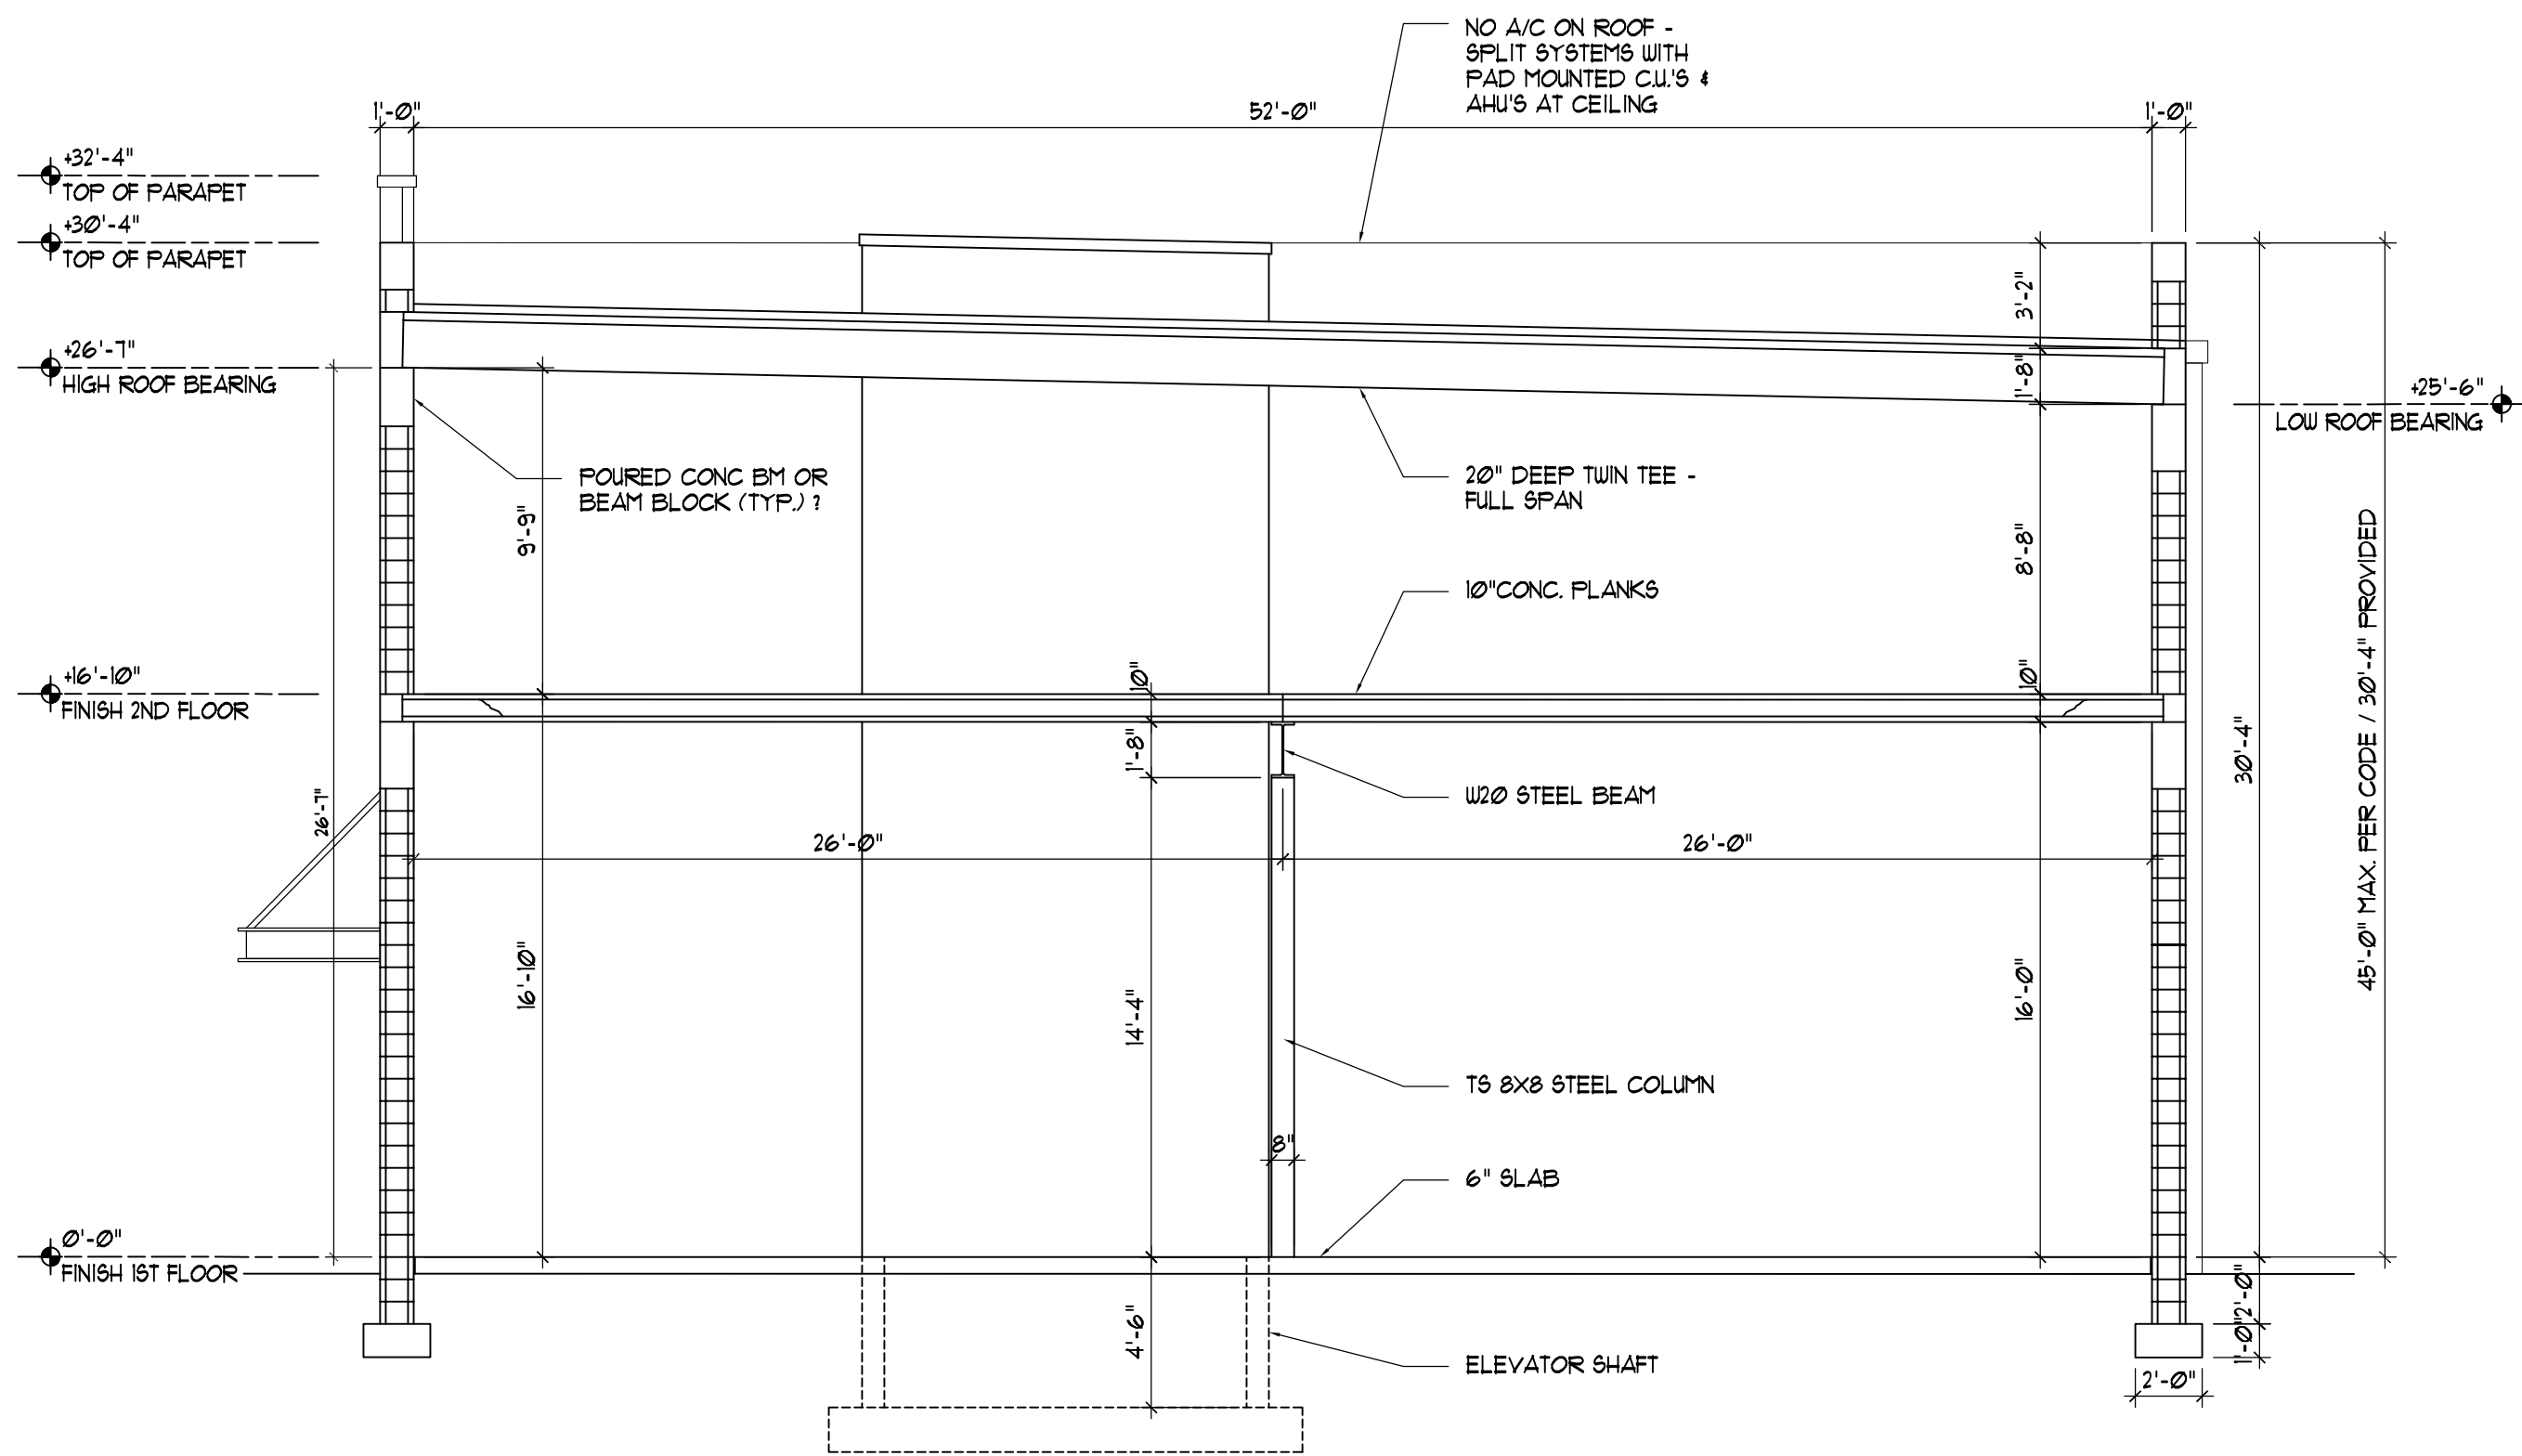 NO A/C ON ROOF -
SPLIT SYSTEMS WITH
PAD MOUNTED C.U.'S &
AHU'S AT CEILING
1'-0"
52'-0"
1'-0"
+32'-4"
TOP OF PARAPET
+30'-4"
TOP OF PARAPET
+26'-7"
HIGH ROOF BEARING
3'-2"
1'-8"
+25'-6"
LOW ROOF BEARING
POURED CONC BM OR
BEAM BLOCK (TYP.) ?
20" DEEP TWIN TEE -
FULL SPAN
9'-9"
8'-8"
10"CONC. PLANKS
45'-0" MAX. PER CODE / 30'-4" PROVIDED
+16'-10"
FINISH 2ND FLOOR
10"
10"
1'-8"
30'-4"
W20 STEEL BEAM
26'-7"
26'-0"
26'-0"
16'-10"
14'-4"
16'-0"
TS 8X8 STEEL COLUMN
8"
6" SLAB
0'-0"
FINISH 1ST FLOOR
2'-0"
4'-6"
1'-0"
ELEVATOR SHAFT
2'-0"